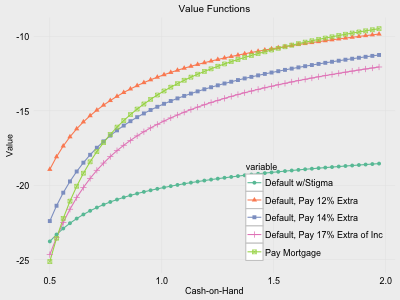 Value Functions
-10
-15
-20
-25
Value
variable
Default w/Stigma
Default, Pay 12% Extra
Default, Pay 14% Extra
Default, Pay 17% Extra of Inc
Pay Mortgage
0.5 1.0 1.5 2.0
Cash-on-Hand